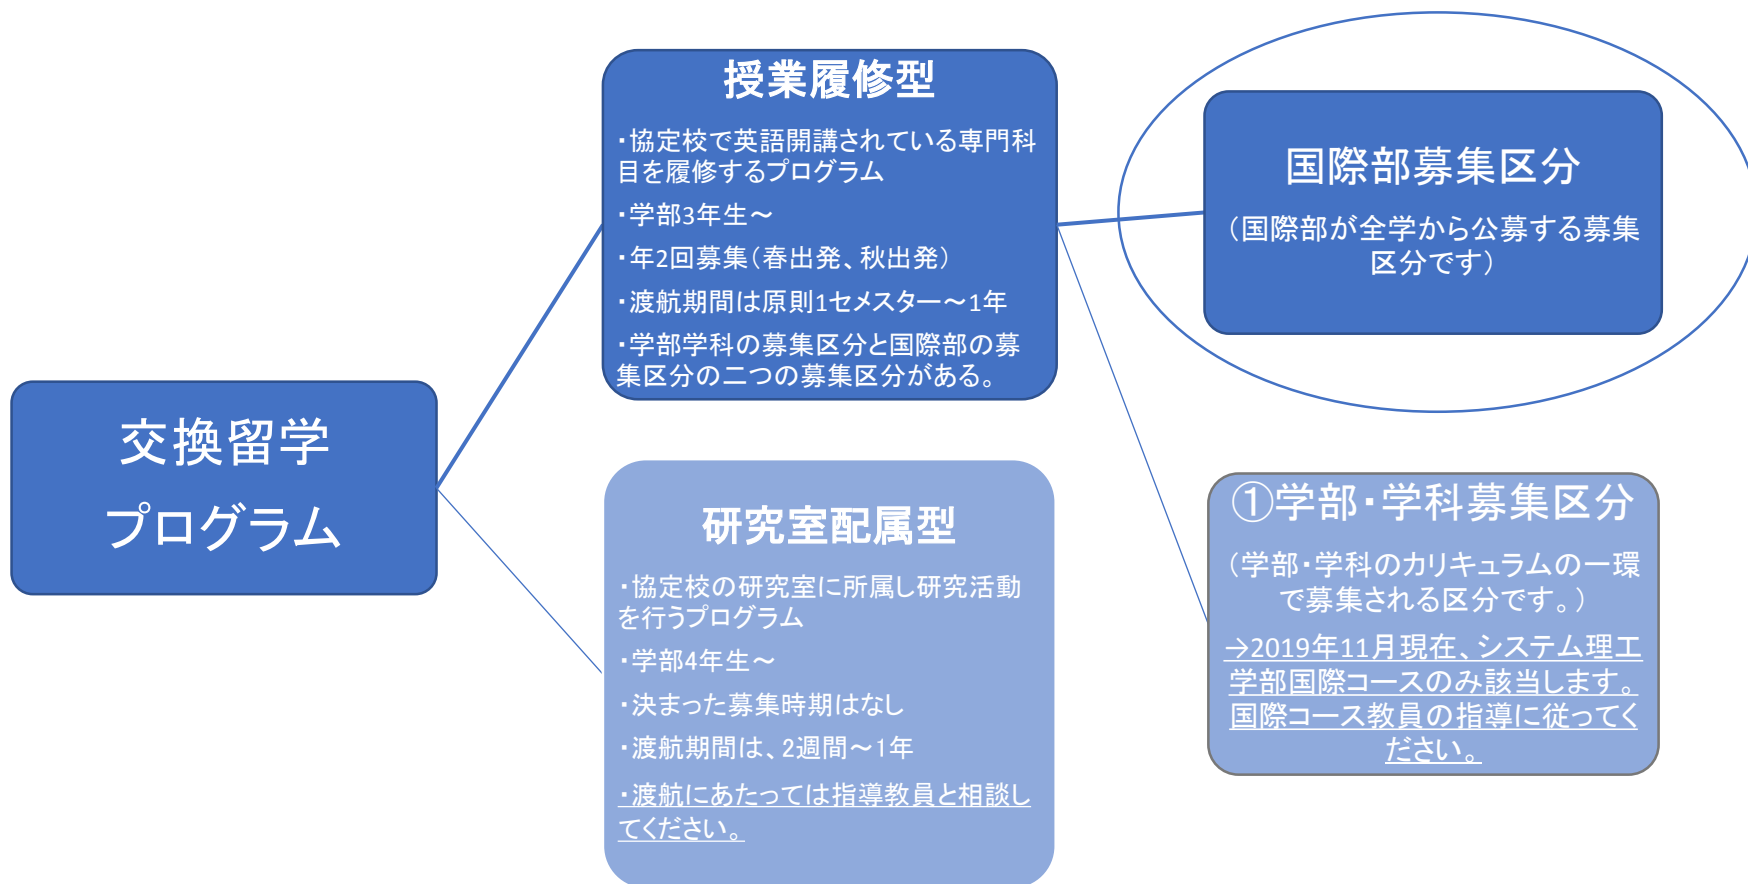 交換留学
プログラム
授業履修型
・協定校で英語開講されている専門科
目を履修するプログラム
・学部3年生～
・年2回募集（春出発、秋出発）
・渡航期間は原則1セメスター～1年
・学部学科の募集区分と国際部の募
集区分の二つの募集区分がある。
研究室配属型
・協定校の研究室に所属し研究活動
を行うプログラム
・学部4年生～
・決まった募集時期はなし
・渡航期間は、2週間～1年
・渡航にあたっては指導教員と相談し
てください。
国際部募集区分
（国際部が全学から公募する募集
区分です）
①学部・学科募集区分
（学部・学科のカリキュラムの一環
で募集される区分です。）
→2019年11月現在、システム理工
学部国際コースのみ該当します。
国際コース教員の指導に従ってく
ださい。